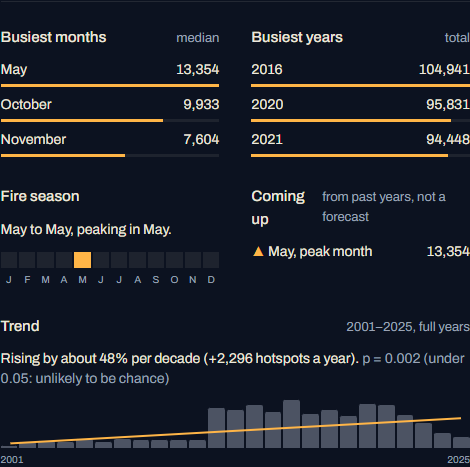 Busiest months median
May 13,354
October 9,933
November 7,604
Busiest years total
2016 104,941
2020 95,831
2021 94,448
Fire season
May to May, peaking in May.
J F M A M J J A S O N D
Coming up from past years, not a forecast
▲ May, peak month 13,354
Trend 2001–2025, full years
Rising by about 48% per decade (+2,296 hotspots a year). p = 0.002 (under
0.05: unlikely to be chance)
2001 2025